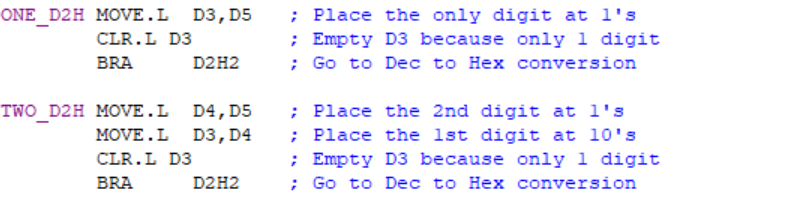 ONE_D2H MOVE.L  D3,D5   ; Place the only digit at 1's
        CLR.L D3        ; Empty D3 because only 1 digit
        BRA     D2H2    ; Go to Dec to Hex conversion
TWO_D2H MOVE.L  D4,D5   ; Place the 2nd digit at 1's
        MOVE.L  D3,D4   ; Place the 1st digit at 10's
        CLR.L D3        ; Empty D3 because only 1 digit
        BRA     D2H2    ; Go to Dec to Hex conversion